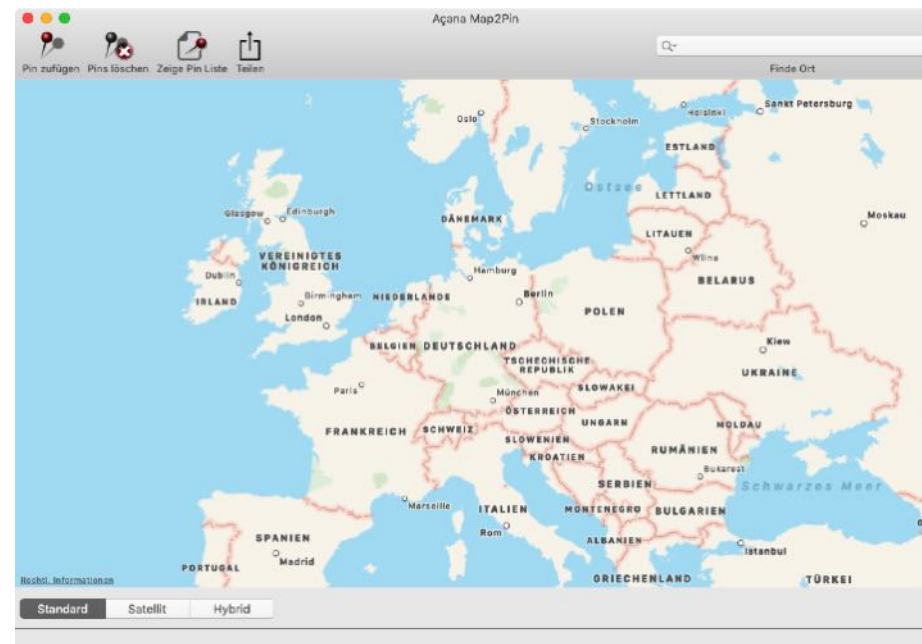 Açana Map2Pin
Pin zufügen Pins löschen Zeige Pin Liste Teilen
Finde Ort
Oslo
Stockholm
Helsinki
Sankt Petersburg
ESTLAND
Ostsee
LETTLAND
Moskau
Glasgow
Edinburgh
DÄNEMARK
LITAUEN
Wilna
VEREINIGTES
KÖNIGREICH
Dublin
Hamburg
BELARUS
IRLAND
Birmingham
NIEDERLANDE
Berlin
POLEN
London
BELGIEN
DEUTSCHLAND
Kiew
TSCHECHISCHE
REPUBLIK
UKRAINE
Paris
München
SLOWAKEI
ÖSTERREICH
FRANKREICH
SCHWEIZ
UNGARN
MOLDAU
SLOWENIEN
KROATIEN
RUMÄNIEN
Bukarest
SERBIEN
Schwarzes Meer
Marseille
ITALIEN
MONTENEGRO
BULGARIEN
Rom
SPANIEN
ALBANIEN
Istanbul
Madrid
PORTUGAL
GRIECHENLAND
TÜRKEI
Rechtl. Informationen
Standard Satellit Hybrid